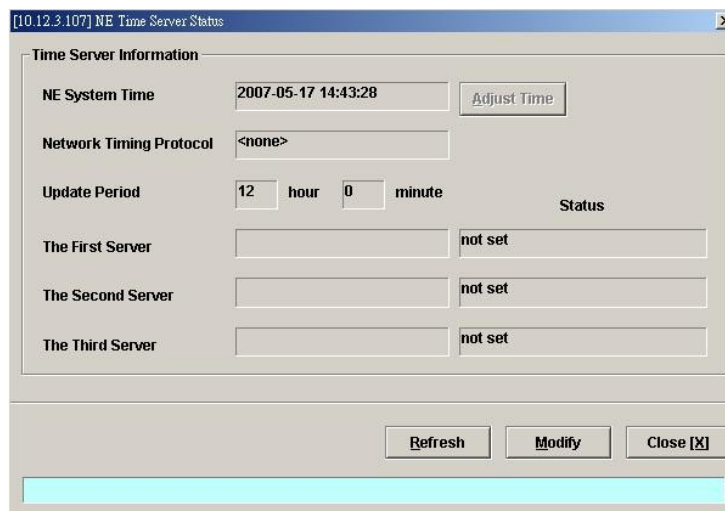 [10.12.3.107] NE Time Server Status
Time Server Information
NE System Time 2007-05-17 14:43:28 Adjust Time
Network Timing Protocol <none>
Update Period 12 hour 0 minute
Status
The First Server not set
The Second Server not set
The Third Server not set
Refresh Modify Close [X]